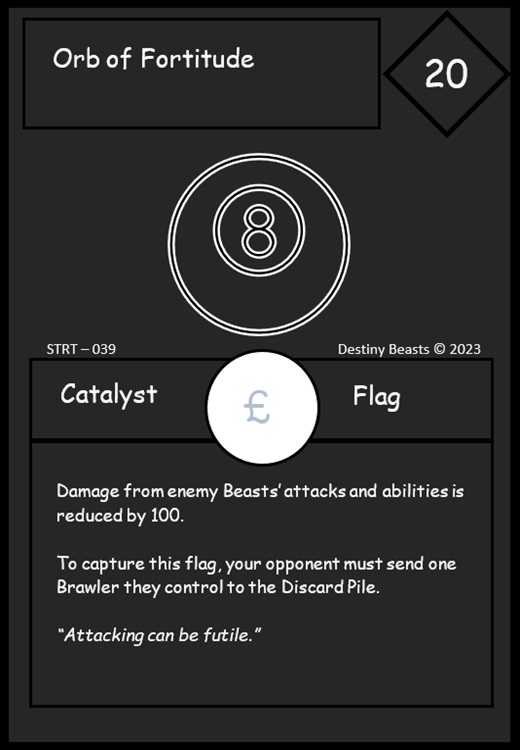 Orb of Fortitude
20
8
STRT – 039
Destiny Beasts © 2023
Catalyst
£
Flag
Damage from enemy Beasts’ attacks and abilities is
reduced by 100.
To capture this flag, your opponent must send one
Brawler they control to the Discard Pile.
“Attacking can be futile.”